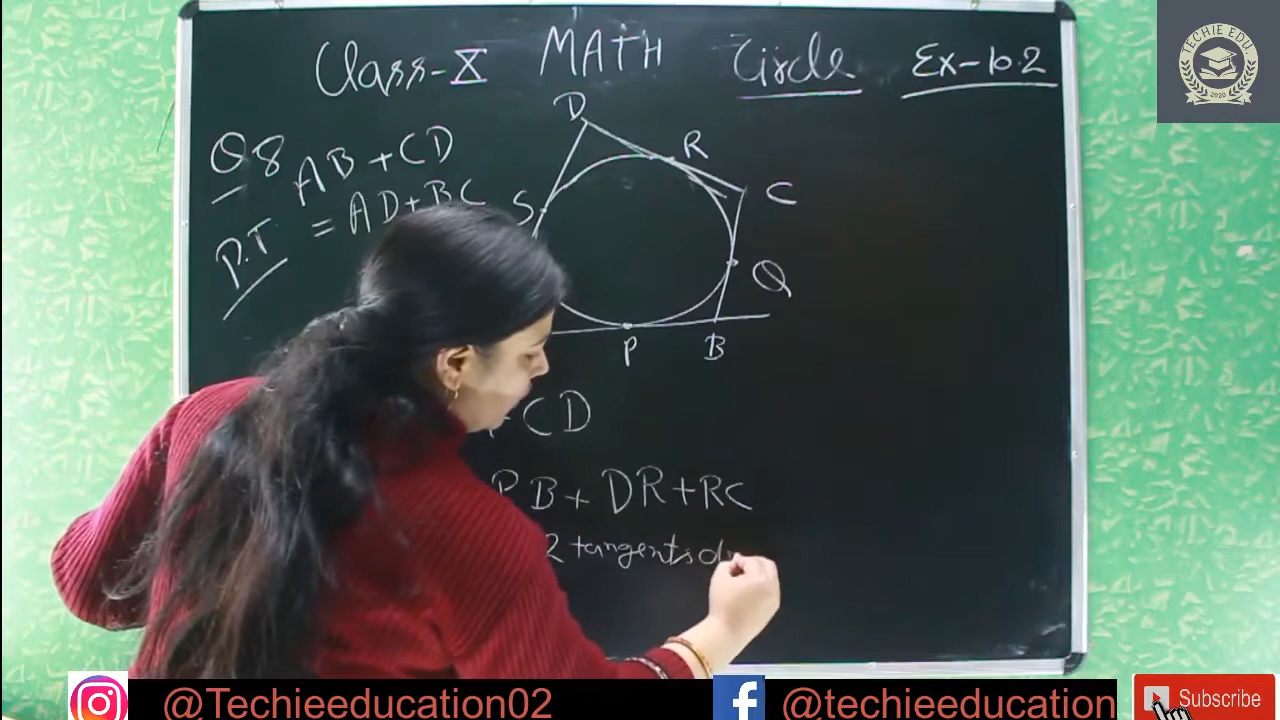 Class-X MATH Circle Ex-10.2
TECHIE EDU
2020
Q8 AB+CD
P.T = AD+BC
D
R
C
S
Q
P
B
CD
PB+DR+RC
2 tangents
@Techieeducation02
@techieeducation
Subscribe